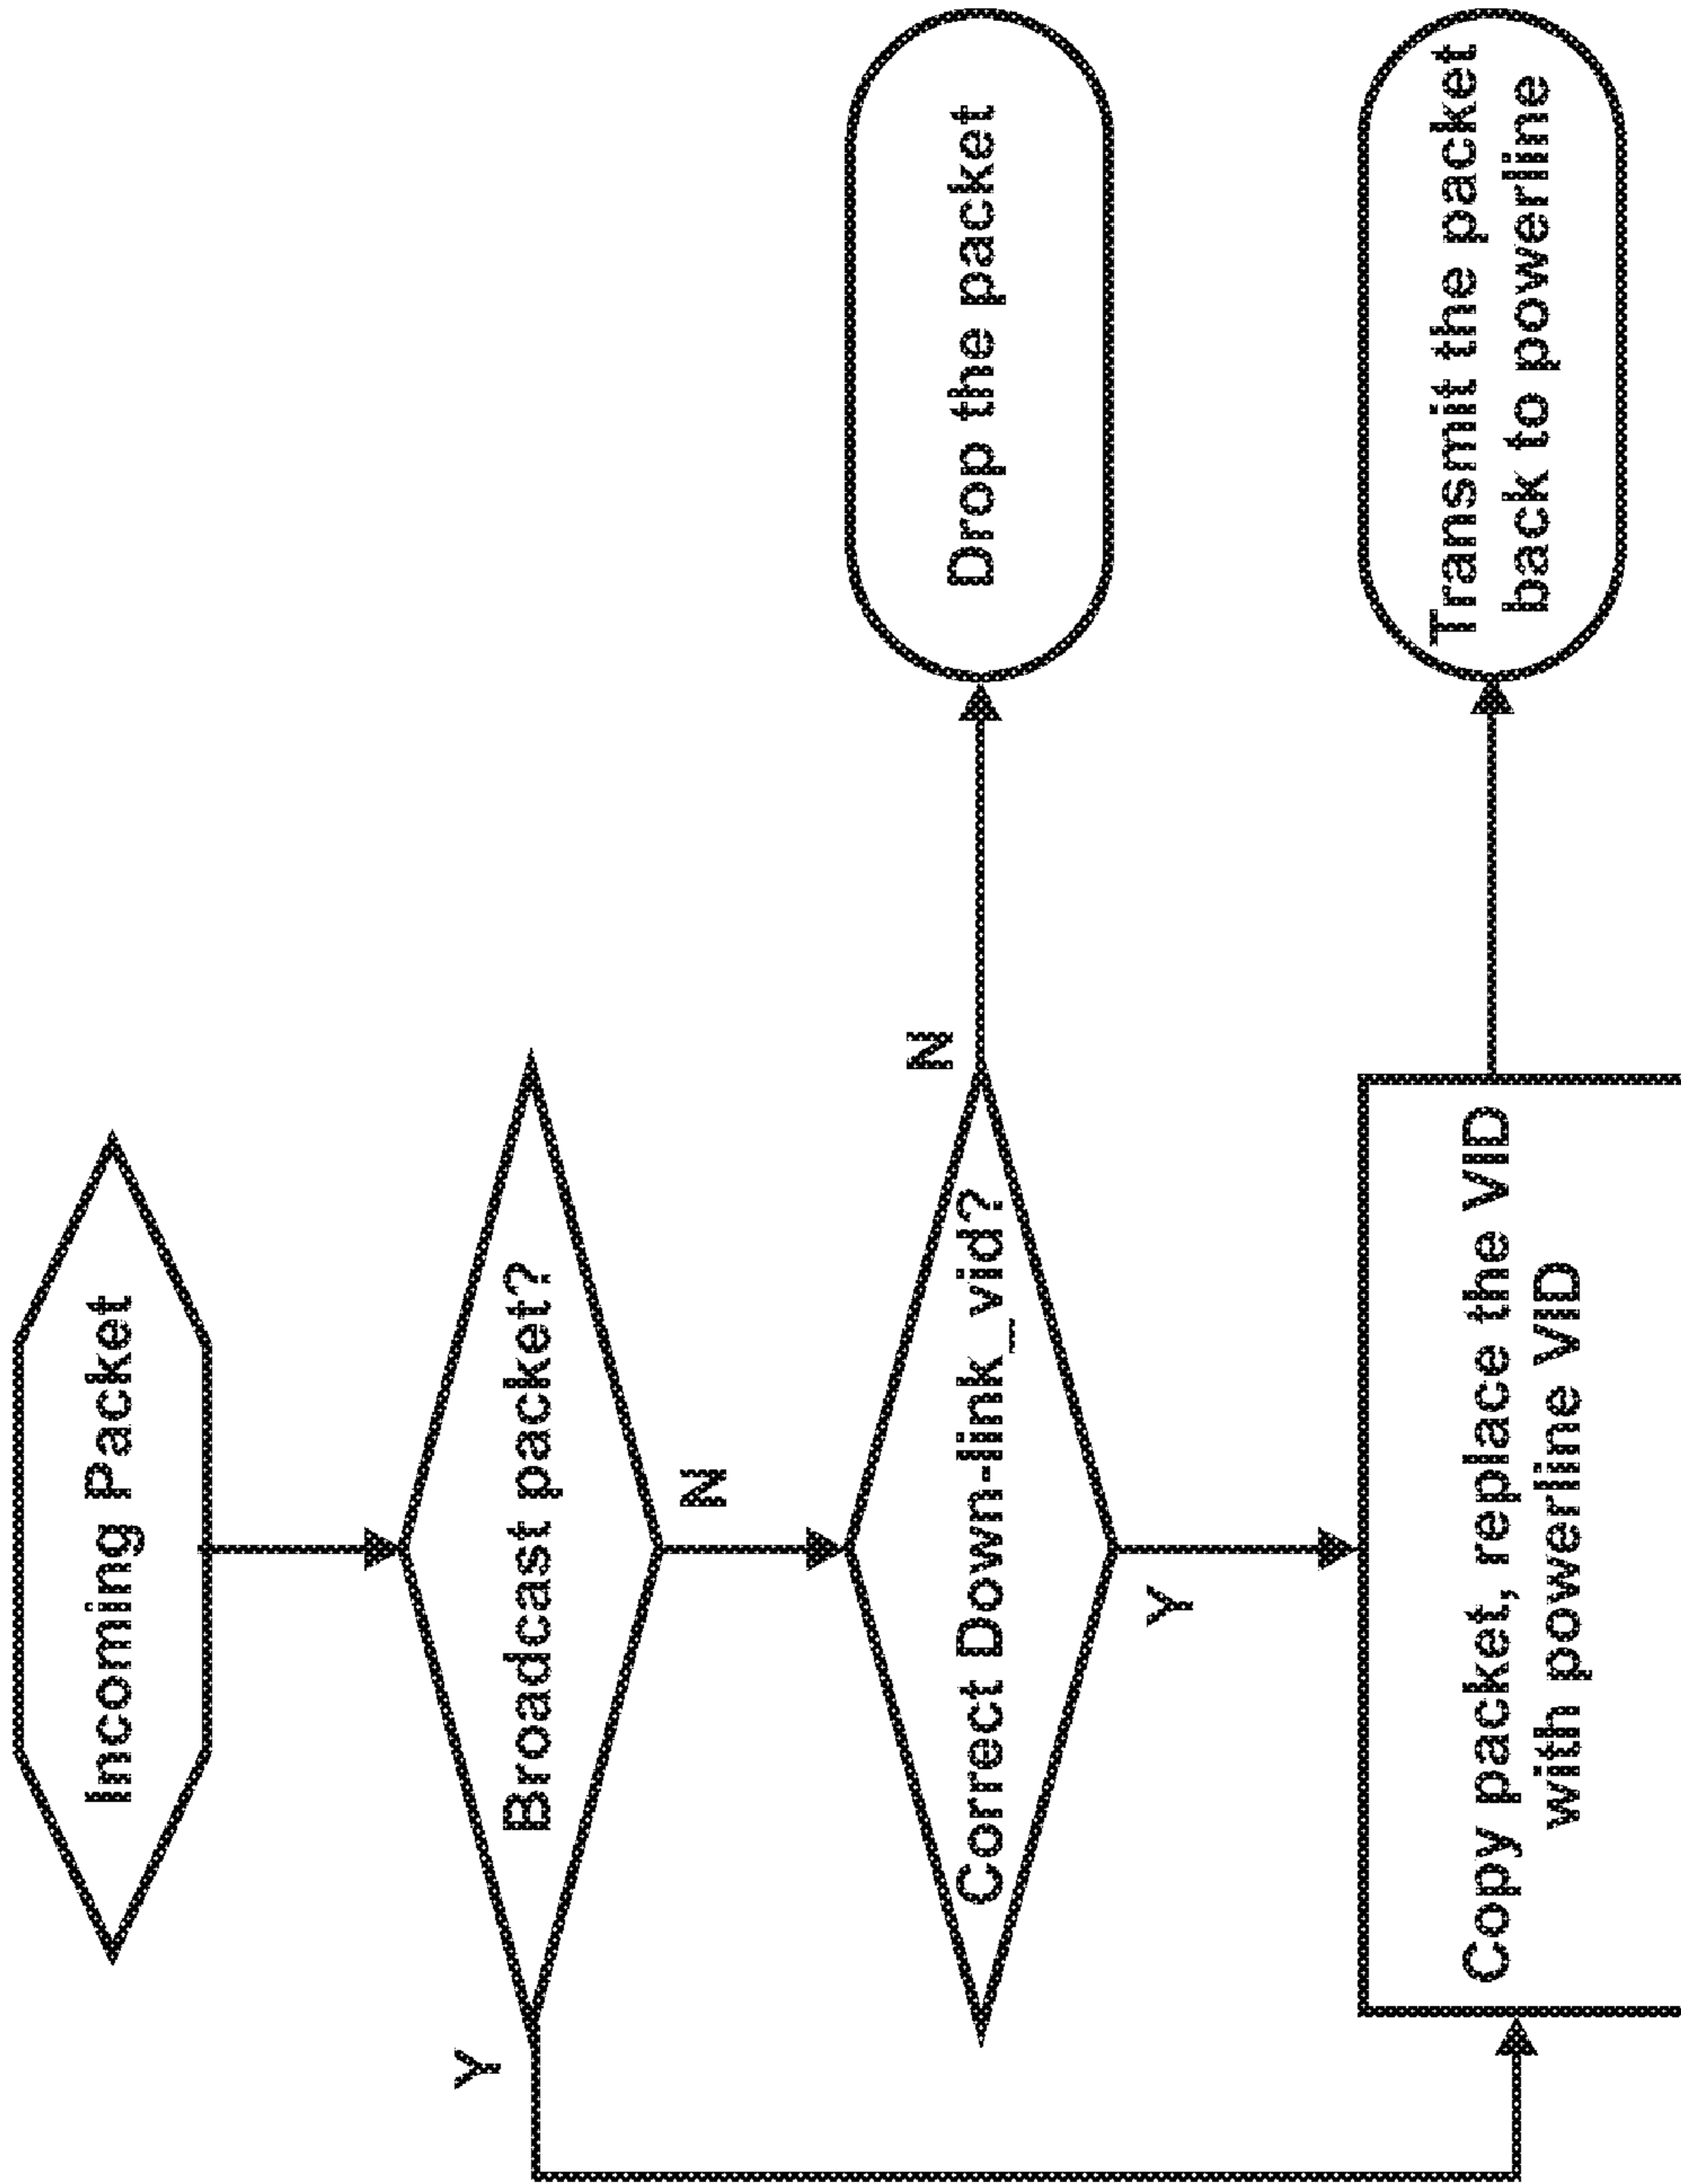 Incoming Packet
Broadcast packet?
Y
N
Correct Down-link_vid?
N
Drop the packet
Y
Copy packet, replace the VID
with powerline VID
Transmit the packet
back to powerline